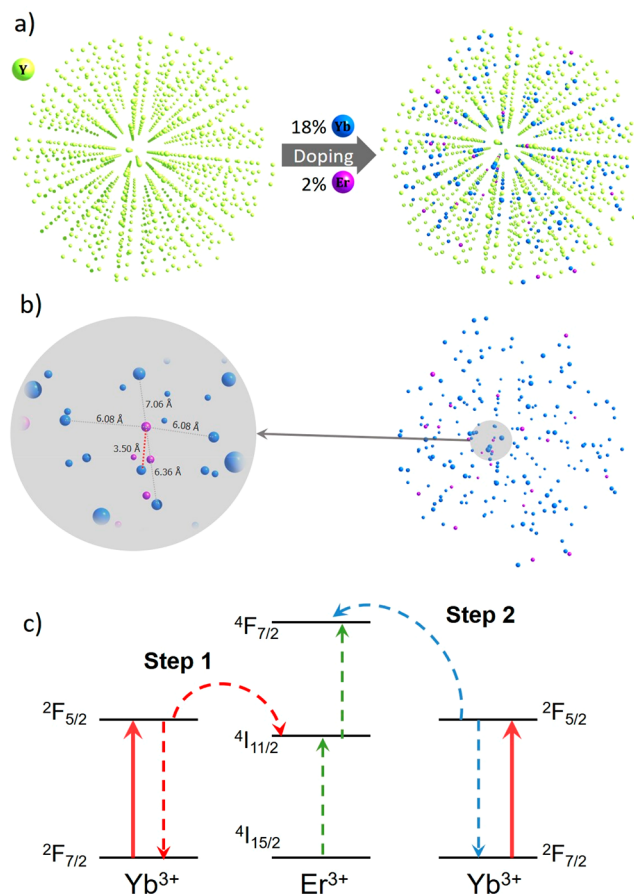 a)
Y
18% Yb
Doping
2% Er
b)
7.06 Å
6.08 Å
6.08 Å
3.50 Å
6.36 Å
c)
Step 1
Step 2
⁴F₇/₂
²F₅/₂
⁴I₁₁/₂
²F₅/₂
⁴I₁₅/₂
²F₇/₂
²F₇/₂
Yb³⁺
Er³⁺
Yb³⁺